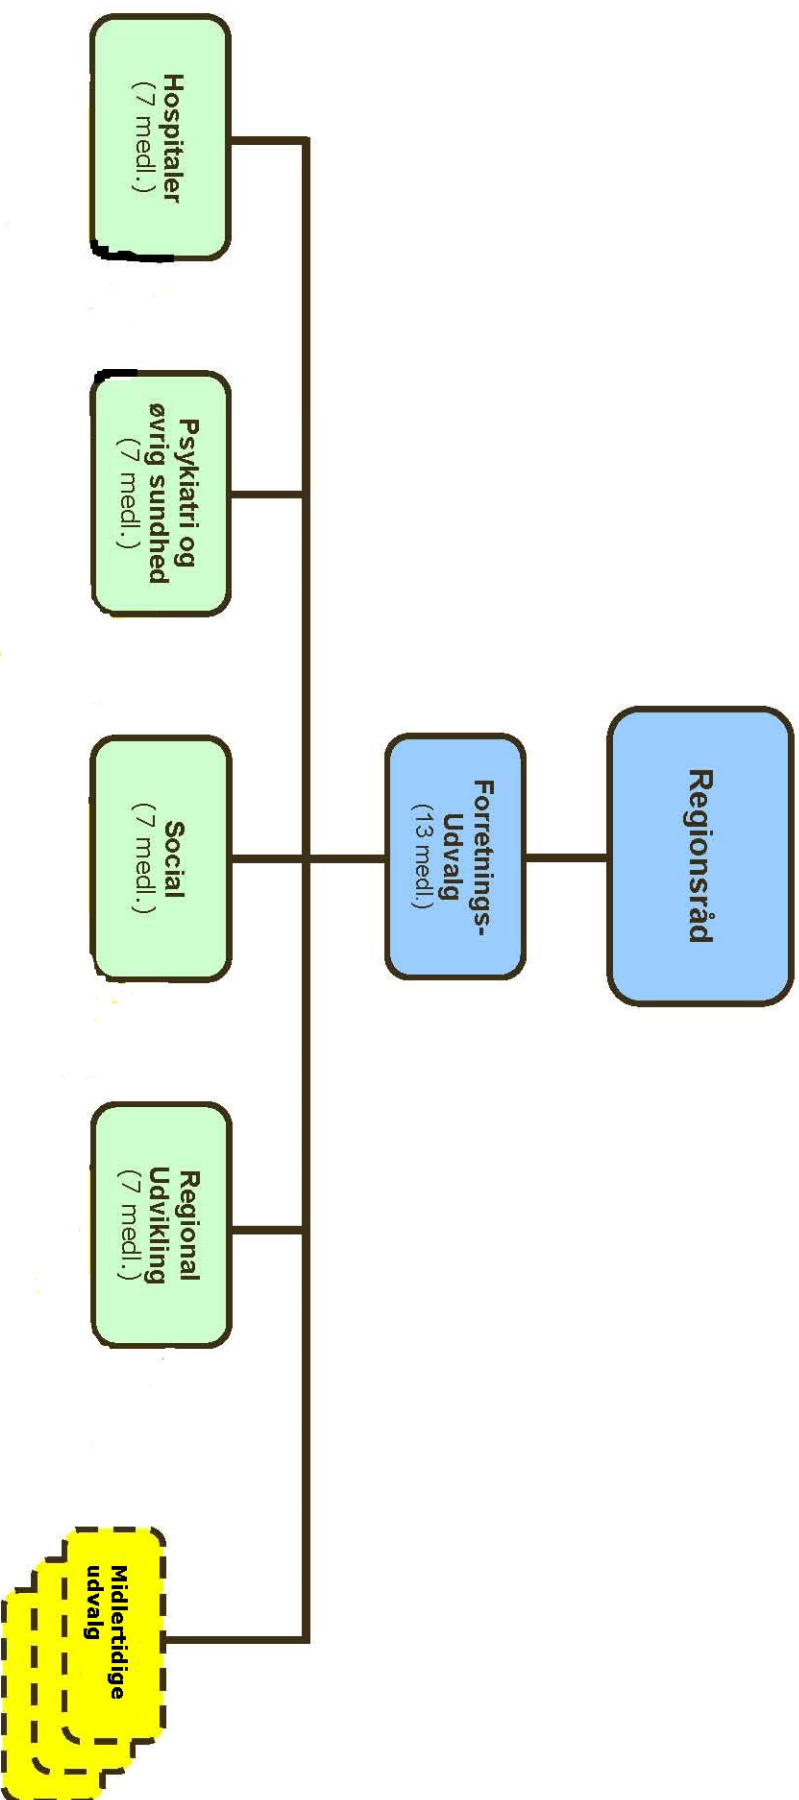 Regionsråd
Forretnings-
Udvalg
(13 medl.)
Hospitaler
(7 medl.)
Psykiatri og
øvrig sundhed
(7 medl.)
Social
(7 medl.)
Regional
Udvikling
(7 medl.)
Midlertidige
udvalg